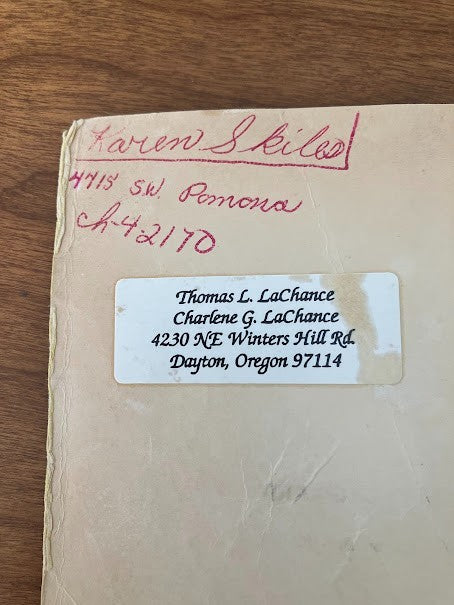 Karen Skiles
4715 S.W. Pomona
Ch-4-2170
Thomas L. LaChance
Charlene G. LaChance
4230 NE Winters Hill Rd.
Dayton, Oregon 97114